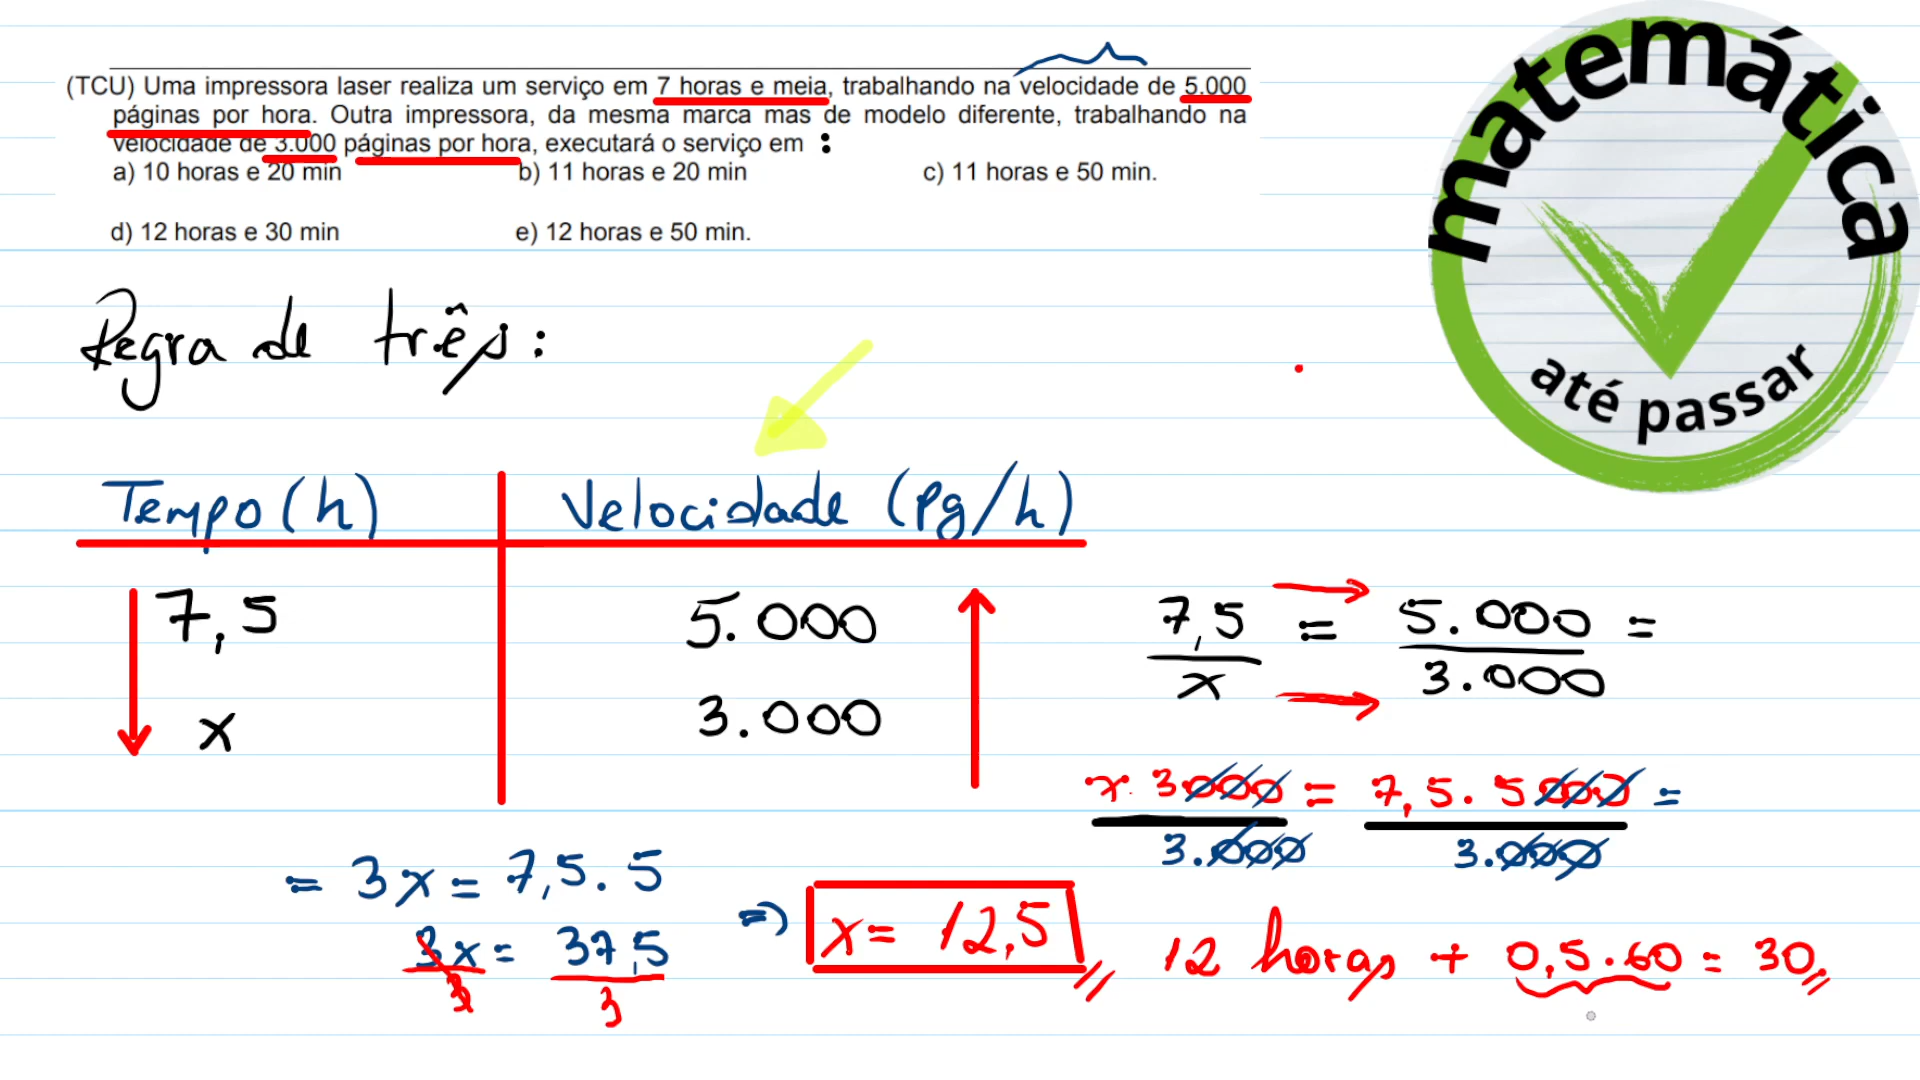 (TCU) Uma impressora laser realiza um serviço em 7 horas e meia, trabalhando na velocidade de 5.000
páginas por hora. Outra impressora, da mesma marca mas de modelo diferente, trabalhando na
velocidade de 3.000 páginas por hora, executará o serviço em :
a) 10 horas e 20 min b) 11 horas e 20 min c) 11 horas e 50 min.
d) 12 horas e 30 min e) 12 horas e 50 min.
matemática
até passar
Regra de três:
Tempo (h) Velocidade (Pg/h)
7,5 5.000
x 3.000
7,5 = 5.000 =
x 3.000
x. 3000 = 7,5. 5000 =
3.000 3.000
= 3x = 7,5. 5
3x = 37,5
3 3
=> x = 12,5
12 horas + 0,5.60 = 30